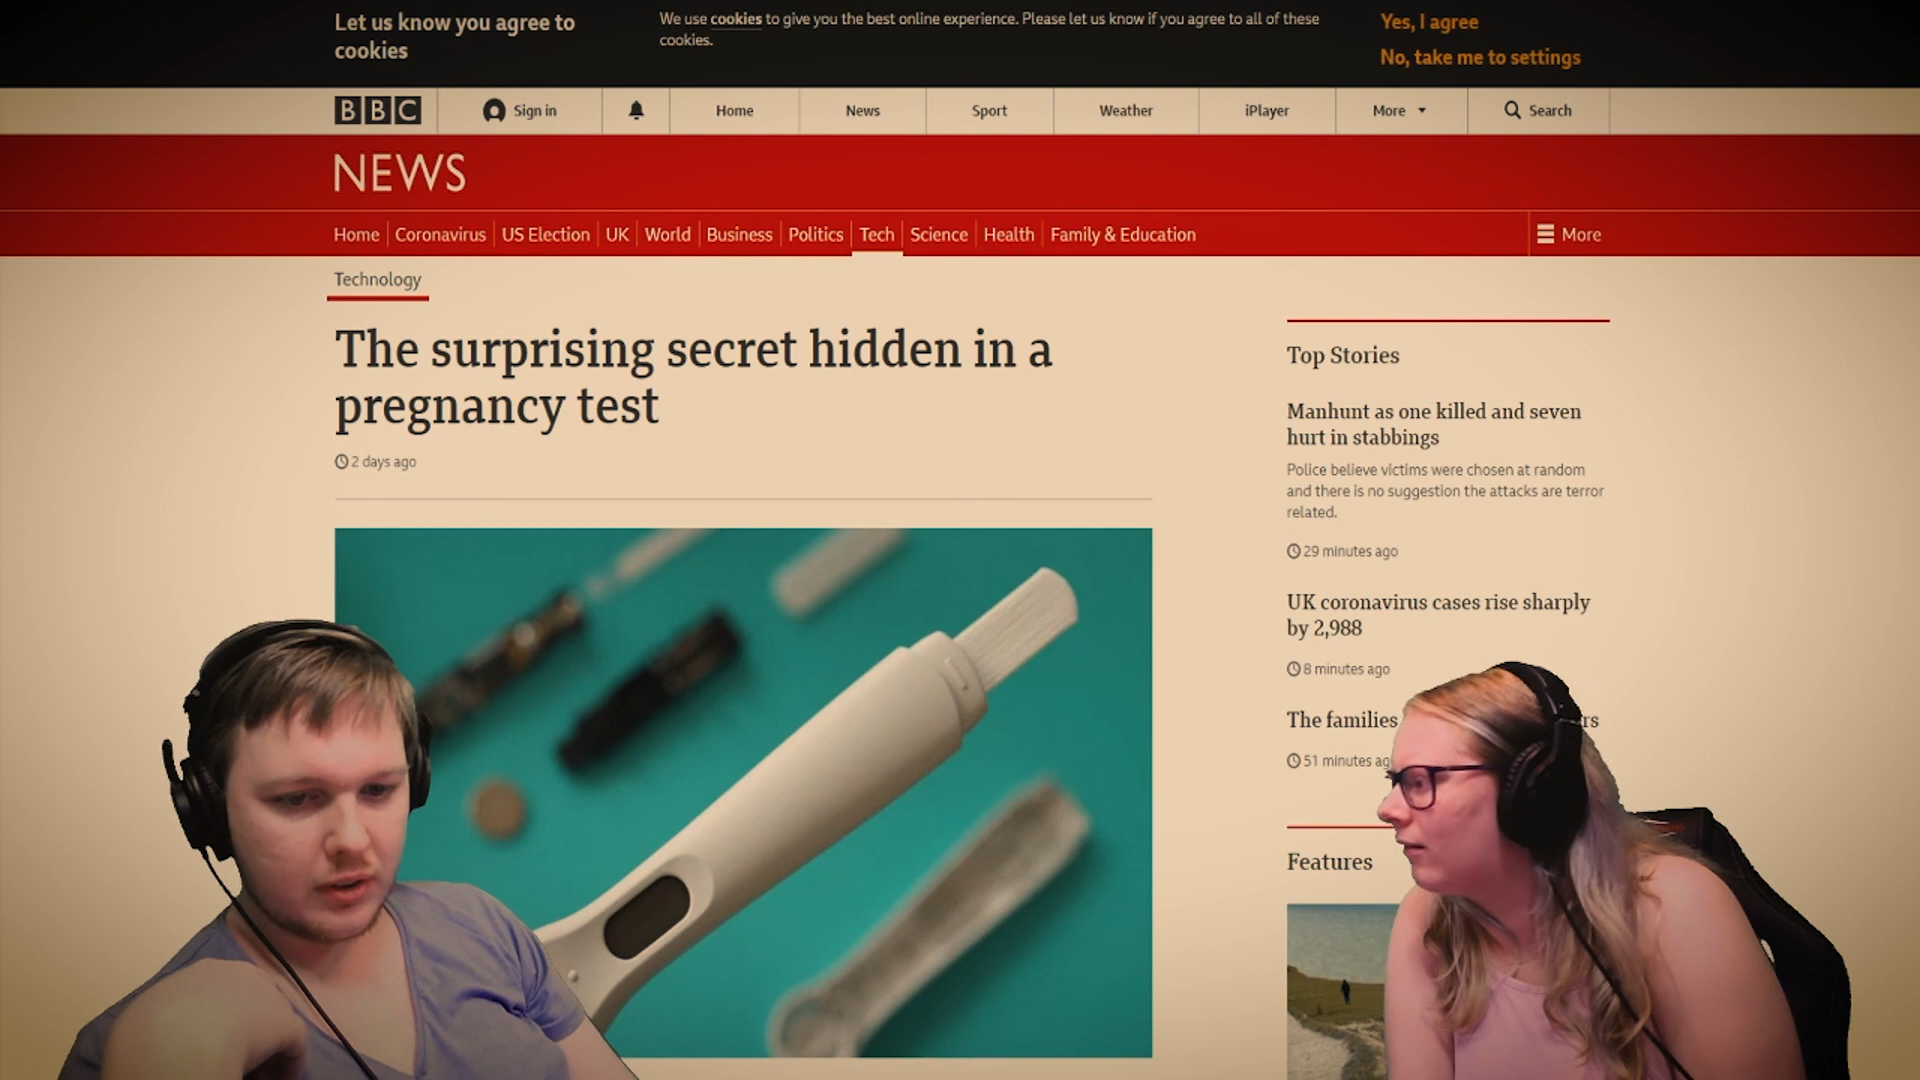 Let us know you agree to
cookies
We use cookies to give you the best online experience. Please let us know if you agree to all of these
cookies.
Yes, I agree
No, take me to settings
BBC Sign in Home News Sport Weather iPlayer More Search
NEWS
Home Coronavirus US Election UK World Business Politics Tech Science Health Family & Education More
Technology
The surprising secret hidden in a
pregnancy test
2 days ago
Top Stories
Manhunt as one killed and seven
hurt in stabbings
Police believe victims were chosen at random
and there is no suggestion the attacks are terror
related.
29 minutes ago
UK coronavirus cases rise sharply
by 2,988
8 minutes ago
The families
51 minutes
Features